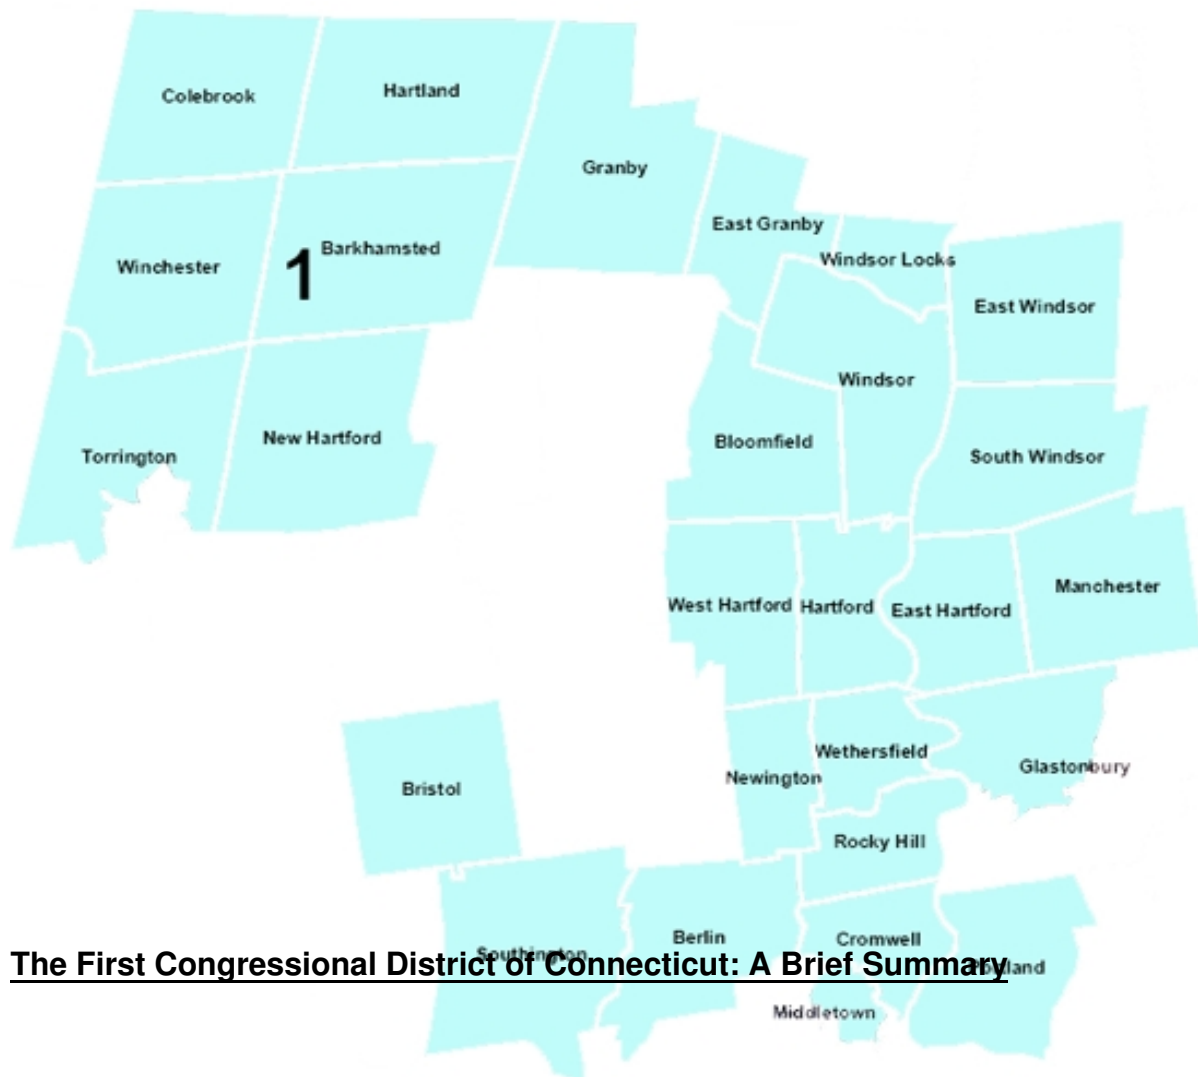 Colebrook
Hartland
Granby
East Granby
Windsor Locks
Winchester
1
Barkhamsted
East Windsor
Windsor
Torrington
New Hartford
Bloomfield
South Windsor
West Hartford
Hartford
East Hartford
Manchester
Bristol
Newington
Wethersfield
Glastonbury
Rocky Hill
Southington
Berlin
Cromwell
Portland
The First Congressional District of Connecticut: A Brief Summary
Middletown